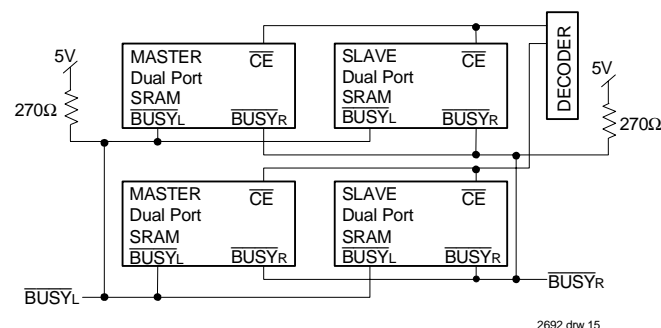 MASTER
Dual Port
SRAM
BUSYL
CE
BUSYR
SLAVE
Dual Port
SRAM
BUSYL
CE
BUSYR
DECODER
5V
270Ω
5V
270Ω
MASTER
Dual Port
SRAM
BUSYL
CE
BUSYR
SLAVE
Dual Port
SRAM
BUSYL
CE
BUSYR
BUSYL
BUSYR
2692 drw 15